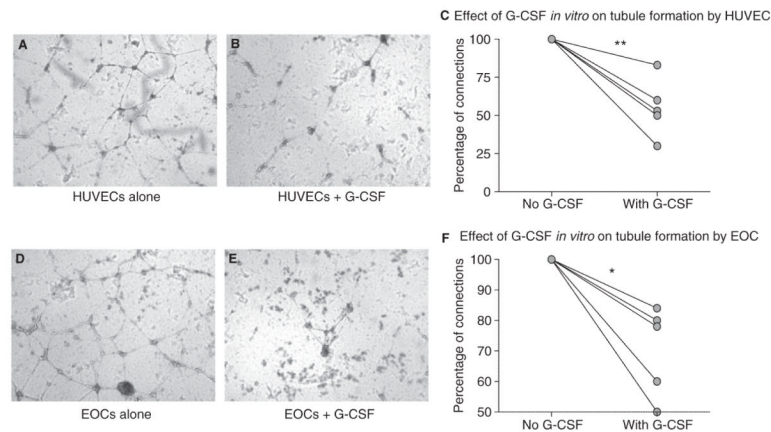 A
B
HUVECs alone
HUVECs + G-CSF
C Effect of G-CSF in vitro on tubule formation by HUVEC
Percentage of connections
100
75
50
25
0
**
No G-CSF
With G-CSF
D
E
EOCs alone
EOCs + G-CSF
F Effect of G-CSF in vitro on tubule formation by EOC
Percentage of connections
100
90
80
70
60
50
*
No G-CSF
With G-CSF